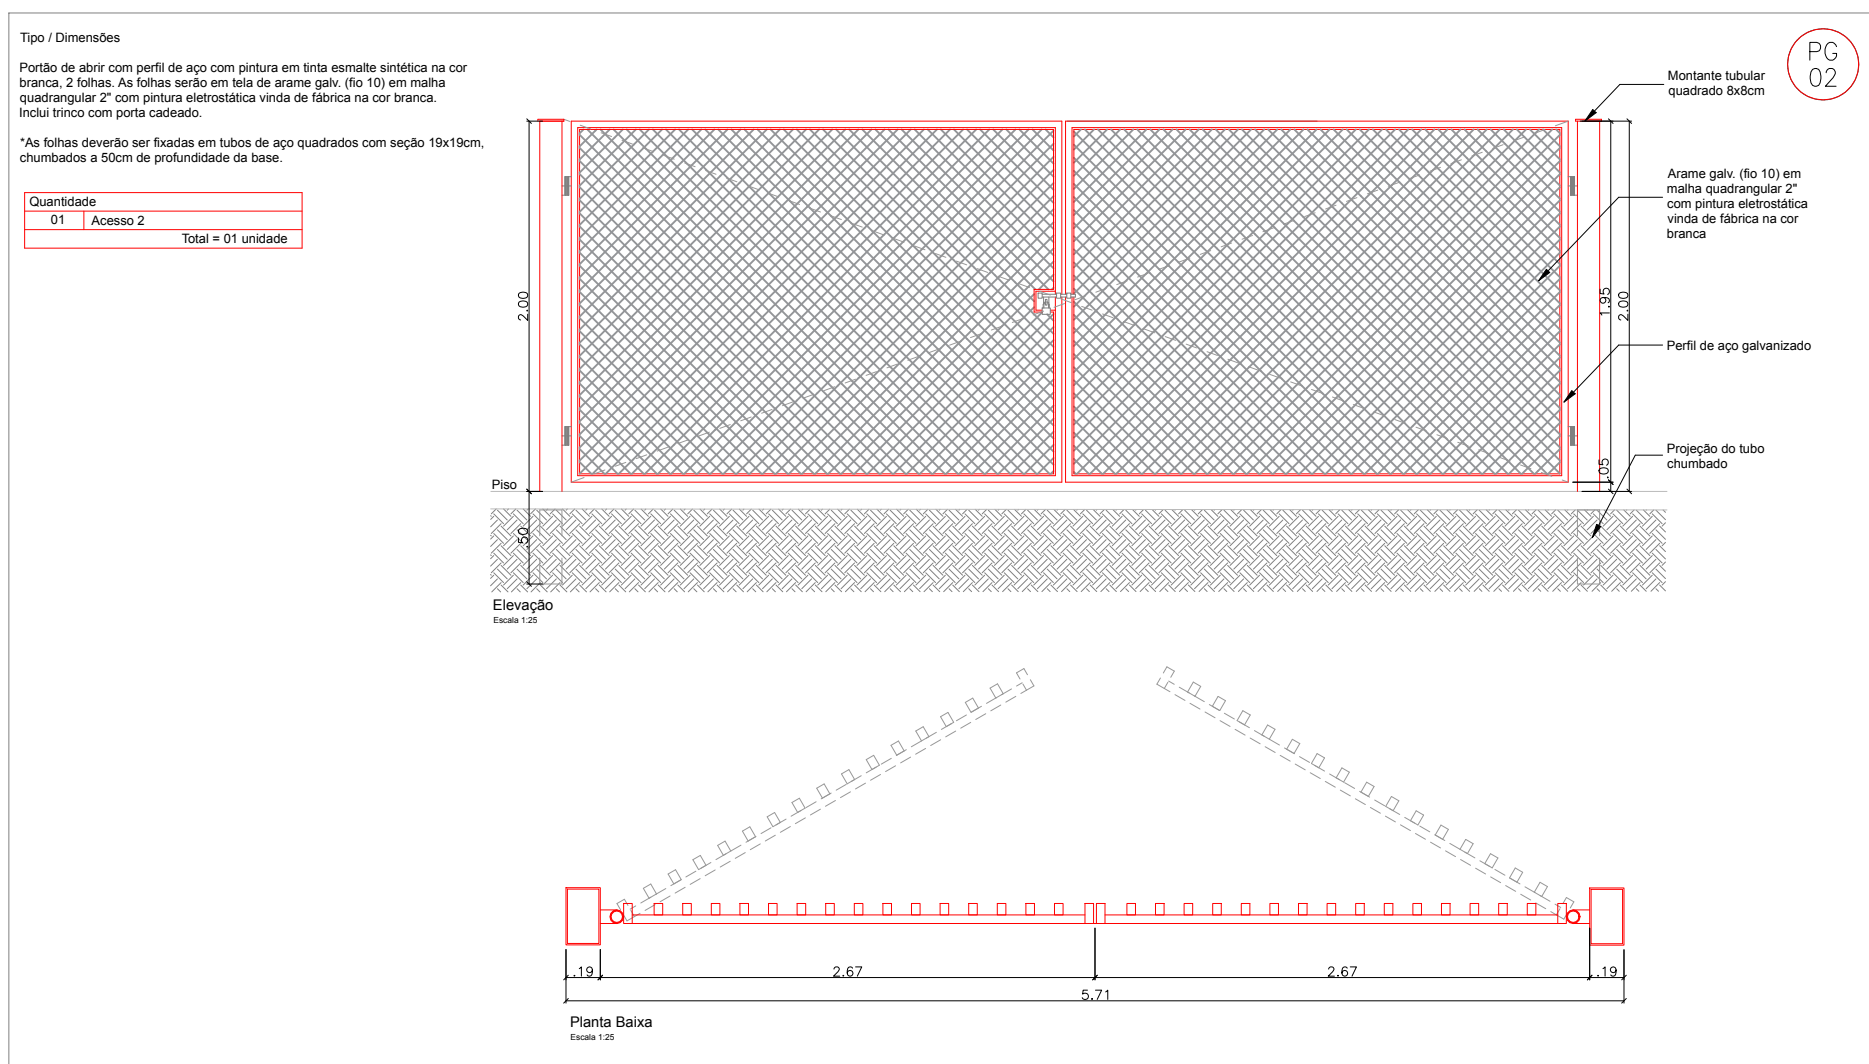 Tipo / Dimensões
Portão de abrir com perfil de aço com pintura em tinta esmalte sintética na cor
branca, 2 folhas. As folhas serão em tela de arame galv. (fio 10) em malha
quadrangular 2" com pintura eletrostática vinda de fábrica na cor branca.
Inclui trinco com porta cadeado.
*As folhas deverão ser fixadas em tubos de aço quadrados com seção 19x19cm,
chumbados a 50cm de profundidade da base.
Quantidade
01 Acesso 2
Total = 01 unidade
PG
02
Montante tubular
quadrado 8x8cm
Arame galv. (fio 10) em
malha quadrangular 2"
com pintura eletrostática
vinda de fábrica na cor
branca
2.00
1.95
2.00
Perfil de aço galvanizado
Projeção do tubo
chumbado
.05
Piso
.50
Elevação
Escala 1:25
.19
2.67
2.67
.19
5.71
Planta Baixa
Escala 1:25